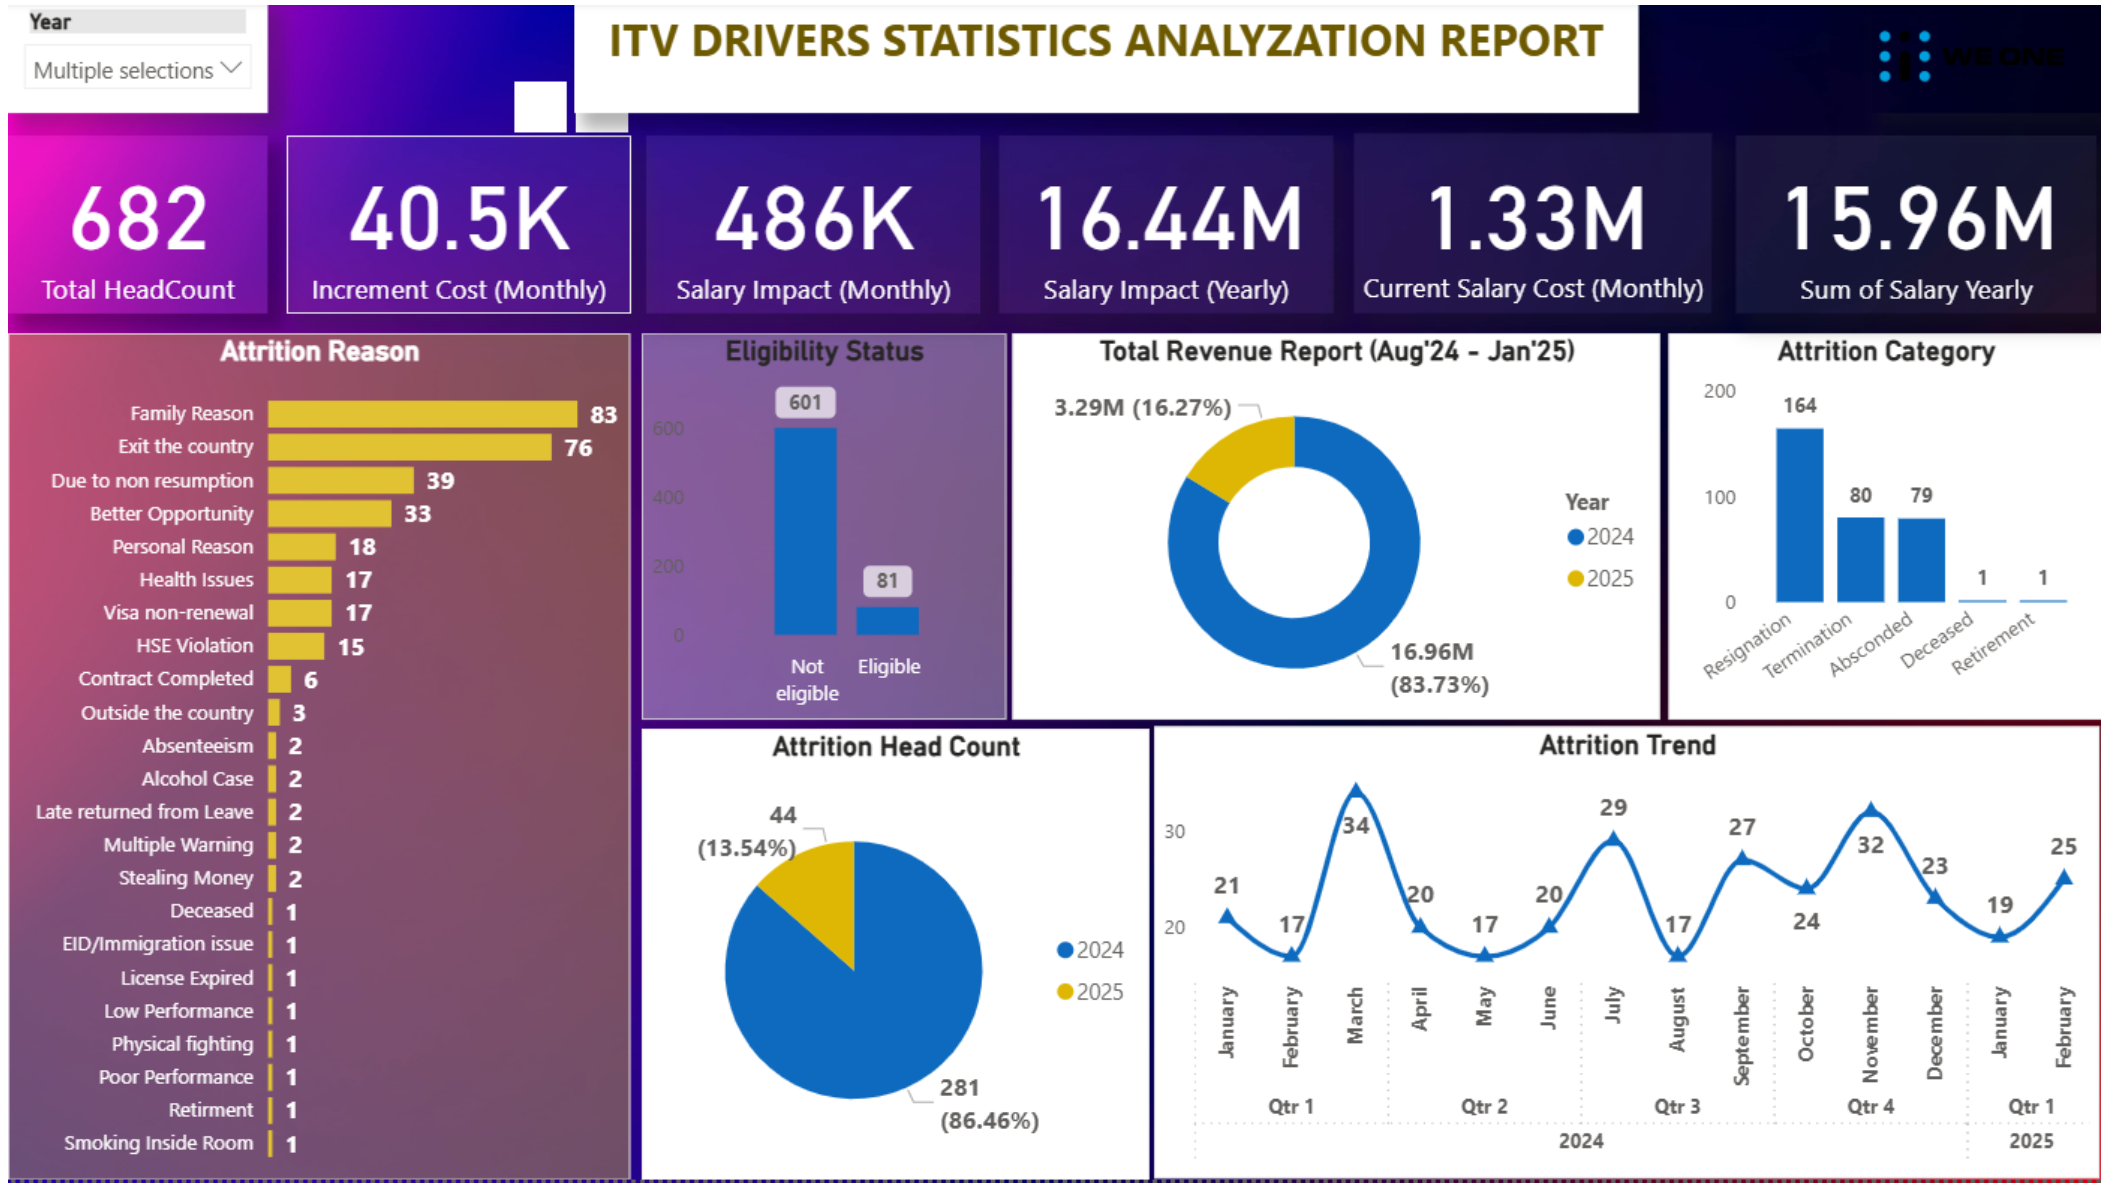 Year
Multiple selections
ITV DRIVERS STATISTICS ANALYZATION REPORT
WE ONE
682
Total HeadCount
40.5K
Increment Cost (Monthly)
486K
Salary Impact (Monthly)
16.44M
Salary Impact (Yearly)
1.33M
Current Salary Cost (Monthly)
15.96M
Sum of Salary Yearly
Attrition Reason
Family Reason 83
Exit the country 76
Due to non resumption 39
Better Opportunity 33
Personal Reason 18
Health Issues 17
Visa non-renewal 17
HSE Violation 15
Contract Completed 6
Outside the country 3
Absenteeism 2
Alcohol Case 2
Late returned from Leave 2
Multiple Warning 2
Stealing Money 2
Deceased 1
EID/Immigration issue 1
License Expired 1
Low Performance 1
Physical fighting 1
Poor Performance 1
Retirment 1
Smoking Inside Room 1
Eligibility Status
601
600
400
200
81
0
Not
eligible
Eligible
Total Revenue Report (Aug'24 - Jan'25)
3.29M (16.27%)
Year
2024
2025
16.96M
(83.73%)
Attrition Category
200
164
100
80
79
1
1
0
Resignation
Termination
Absconded
Deceased
Retirement
Attrition Head Count
44
(13.54%)
2024
2025
281
(86.46%)
Attrition Trend
30
20
21
17
34
20
17
20
29
17
27
24
32
23
19
25
January
February
March
April
May
June
July
August
September
October
November
December
January
February
Qtr 1
Qtr 2
Qtr 3
Qtr 4
Qtr 1
2024
2025